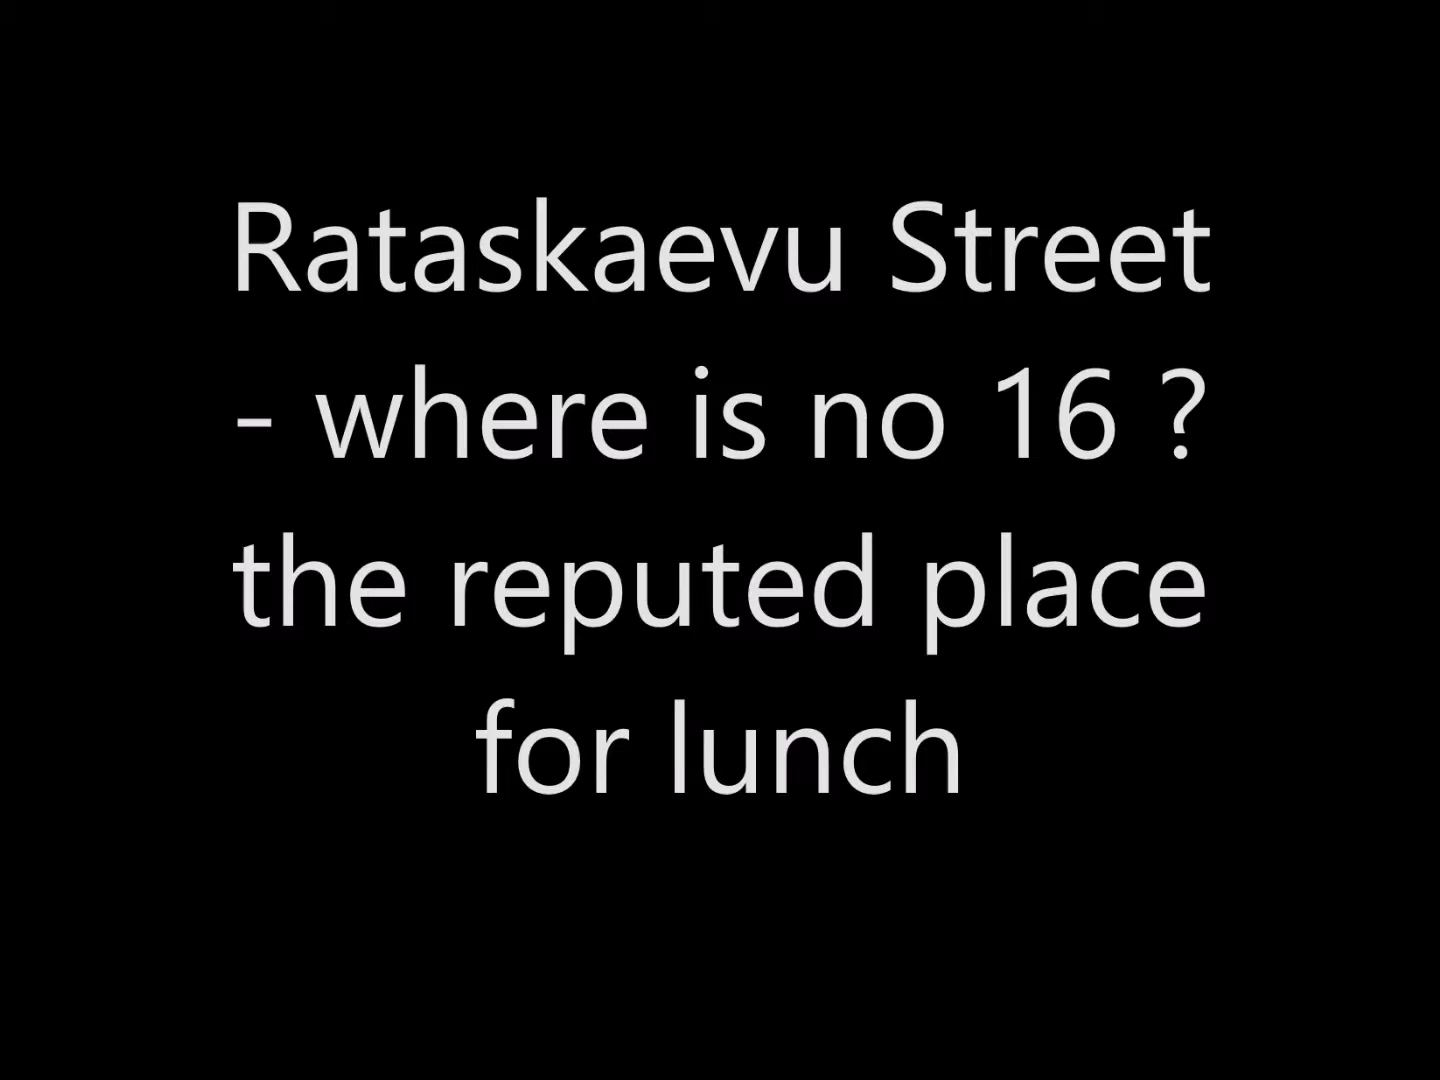 Rataskaevu Street
- where is no 16 ?
the reputed place
for lunch